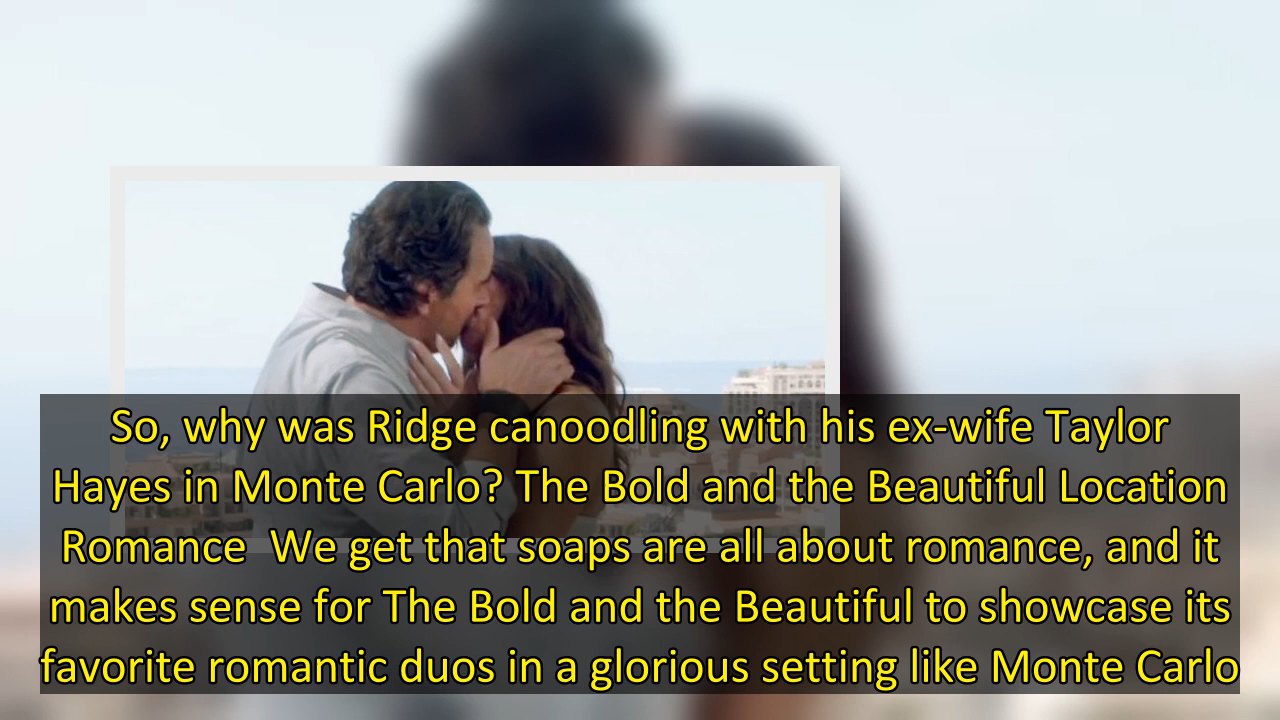 So, why was Ridge canoodling with his ex-wife Taylor
Hayes in Monte Carlo? The Bold and the Beautiful Location
Romance  We get that soaps are all about romance, and it
makes sense for The Bold and the Beautiful to showcase its
favorite romantic duos in a glorious setting like Monte Carlo